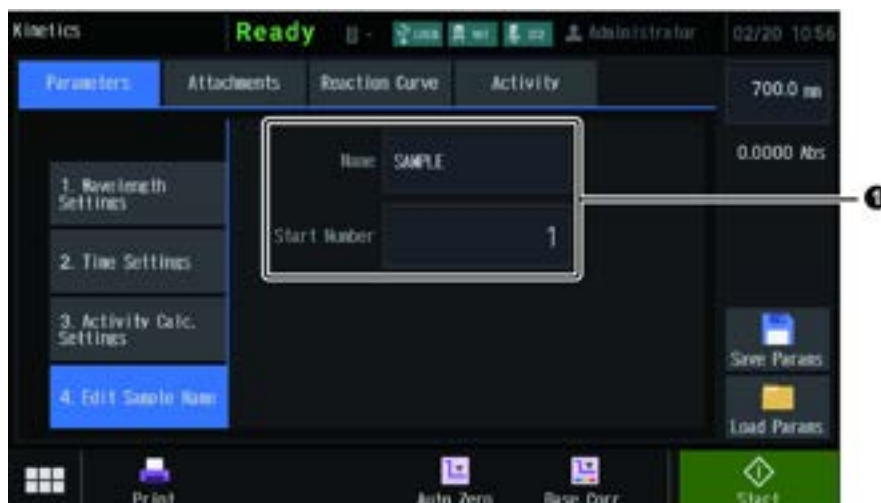 Kinetics Ready USB Administrator 02/20 10:56
Parameters Attachments Reaction Curve Activity
700.0 nm
0.0000 Abs
Name SAMPLE
Start Number 1
1. Wavelength
Settings
2. Time Settings
3. Activity Calc.
Settings
4. Edit Sample Name
Save Params
Load Params
Print Auto Zero Base Corr Start
1